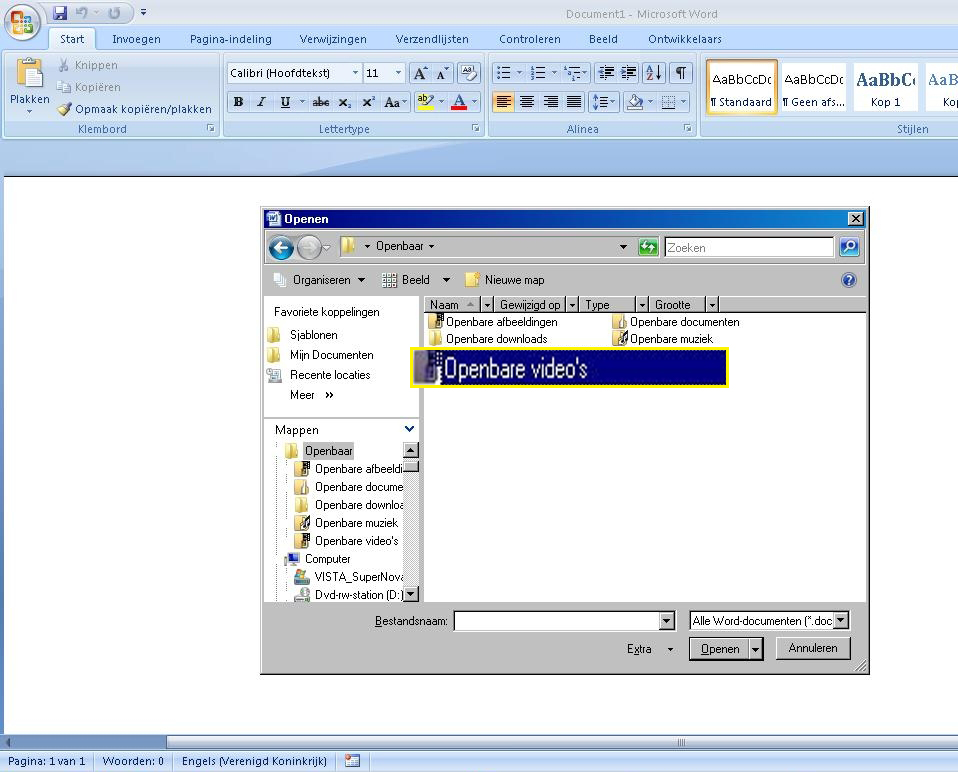 Document1 - Microsoft Word
Start Invoegen Pagina-indeling Verwijzingen Verzendlijsten Controleren Beeld Ontwikkelaars
Plakken
Knippen
Kopiëren
Opmaak kopiëren/plakken
Klembord
Calibri (Hoofdtekst) 11
B I U abc x₂ x² Aa
Lettertype
Alinea
AaBbCcDc AaBbCcDc AaBbC
¶ Standaard ¶ Geen afs... Kop 1
Stijlen
Openen
Openbaar
Zoeken
Organiseren Beeld Nieuwe map
Favoriete koppelingen
Sjablonen
Mijn Documenten
Recente locaties
Meer »
Mappen
Openbaar
Openbare afbeeldi
Openbare docume
Openbare downloa
Openbare muziek
Openbare video's
Computer
VISTA_SuperNova
Dvd-rw-station (D:)
Naam Gewijzigd op Type Grootte
Openbare afbeeldingen Openbare documenten
Openbare downloads Openbare muziek
Openbare video's
Bestandsnaam: Alle Word-documenten (*.doc
Extra Openen Annuleren
Pagina: 1 van 1 Woorden: 0 Engels (Verenigd Koninkrijk)